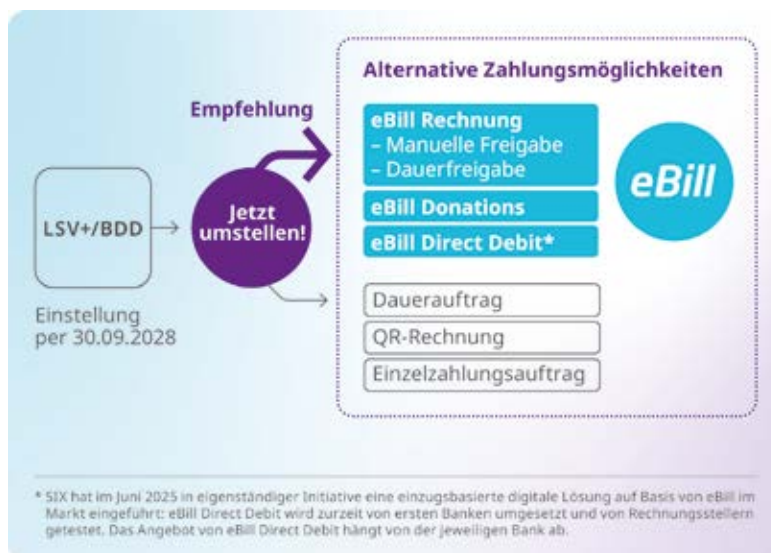 Alternative Zahlungsmöglichkeiten
Empfehlung
eBill Rechnung
– Manuelle Freigabe
– Dauerfreigabe
eBill
eBill Donations
eBill Direct Debit*
LSV+/BDD
Jetzt
umstellen!
Einstellung
per 30.09.2028
Dauerauftrag
QR-Rechnung
Einzelzahlungsauftrag
* SIX hat im Juni 2025 in eigenständiger Initiative eine einzugsbasierte digitale Lösung auf Basis von eBill im
Markt eingeführt: eBill Direct Debit wird zurzeit von ersten Banken umgesetzt und von Rechnungsstellern
getestet. Das Angebot von eBill Direct Debit hängt von der jeweiligen Bank ab.